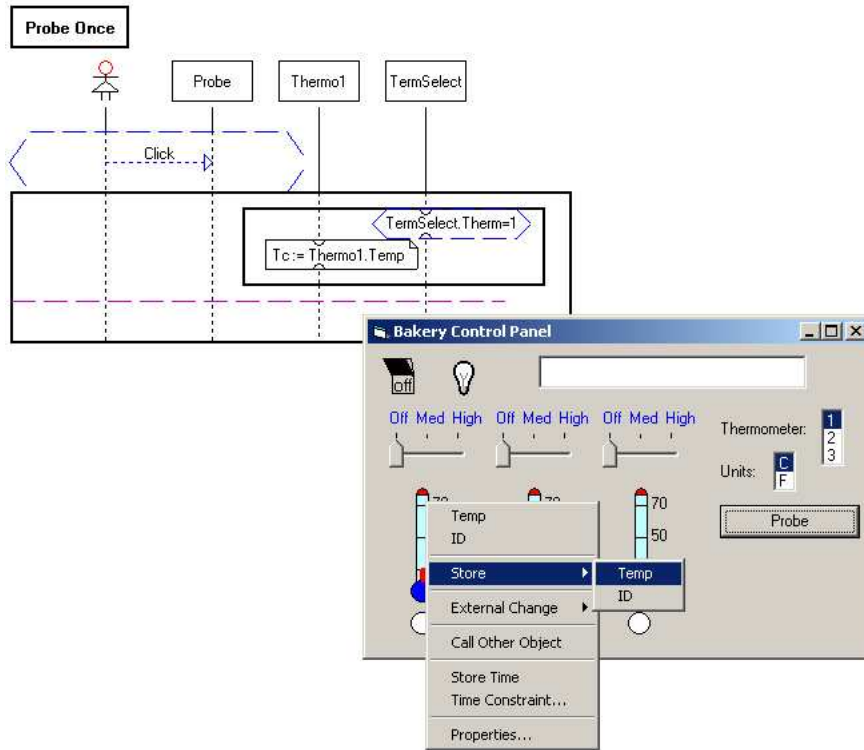 Probe Once
Probe
Thermo1
TermSelect
Click
TermSelect.Therm=1
Tc := Thermo1.Temp
Bakery Control Panel
off
Off Med High
Off Med High
Off Med High
Thermometer:
1
2
3
Units:
C
F
70
50
Probe
Temp
ID
Store
Temp
ID
External Change
Call Other Object
Store Time
Time Constraint...
Properties...